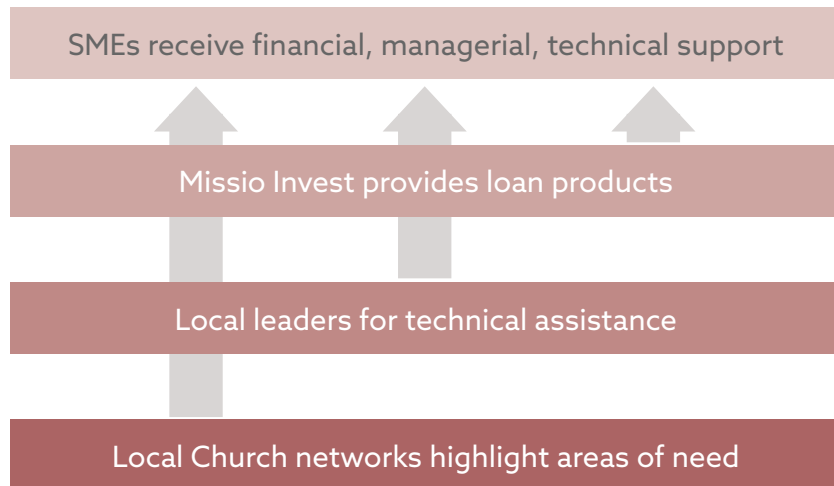 SMEs receive financial, managerial, technical support
Missio Invest provides loan products
Local leaders for technical assistance
Local Church networks highlight areas of need